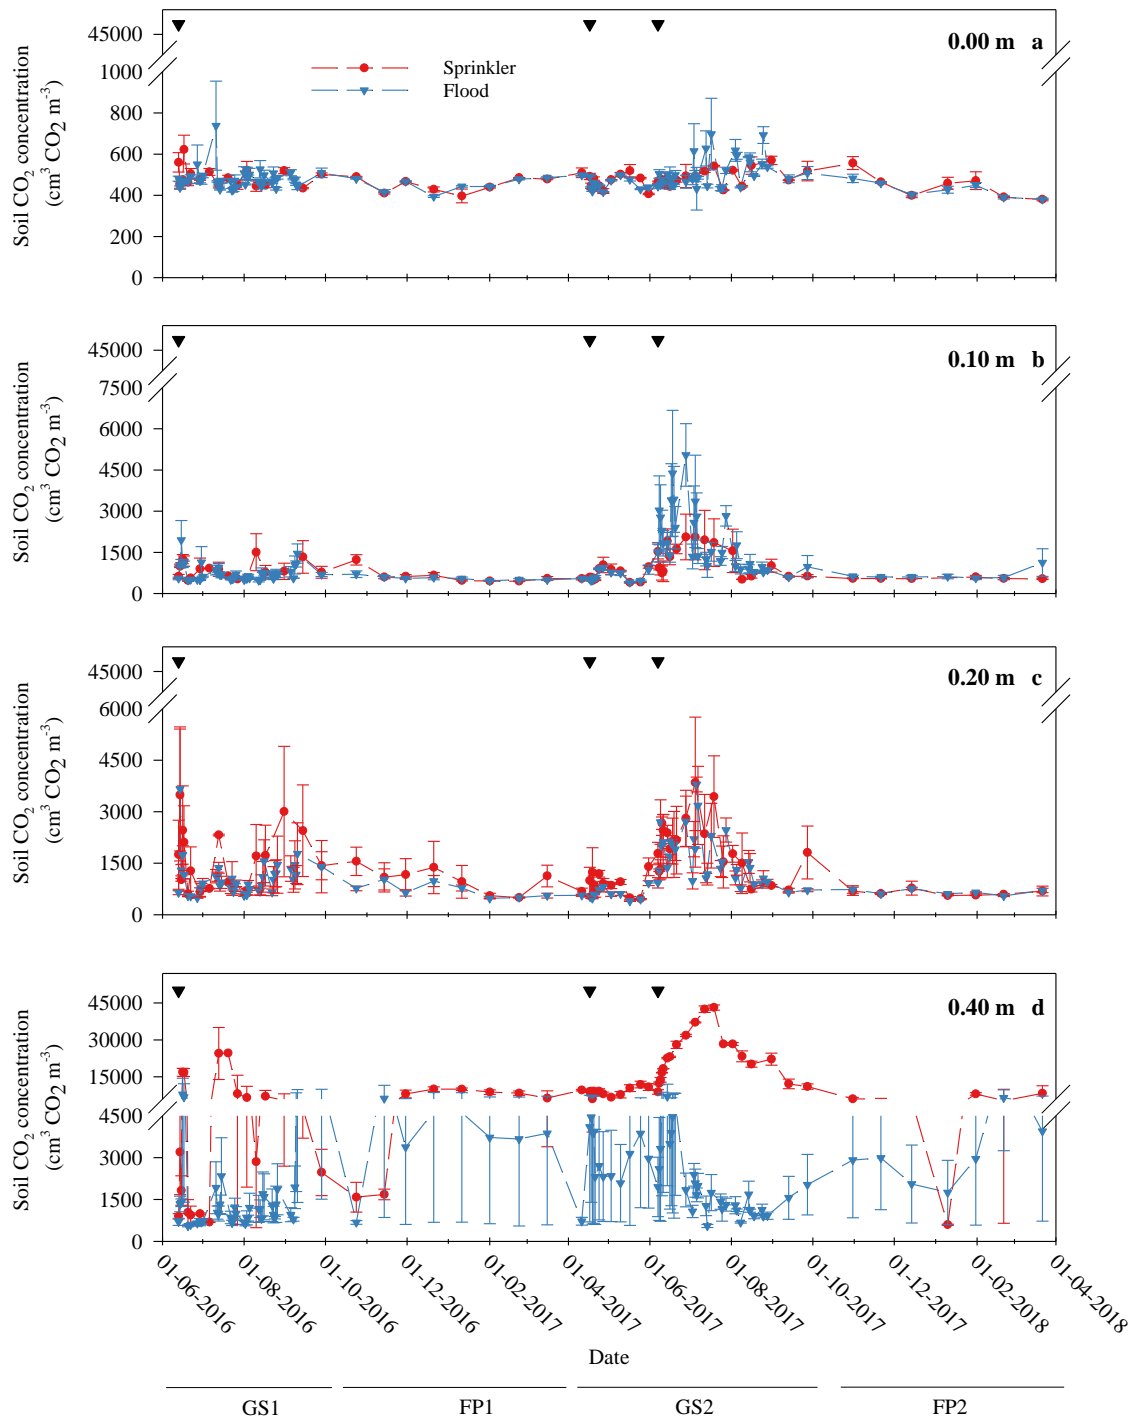 45000
0.00 m a
1000
800
600
400
200
0
Soil CO2 concentration
(cm3 CO2 m-3)
Sprinkler
Flood
45000
0.10 m b
7500
6000
4500
3000
1500
0
Soil CO2 concentration
(cm3 CO2 m-3)
45000
0.20 m c
6000
4500
3000
1500
0
Soil CO2 concentration
(cm3 CO2 m-3)
45000
0.40 m d
30000
15000
4500
3000
1500
0
Soil CO2 concentration
(cm3 CO2 m-3)
01-06-2016
01-08-2016
01-10-2016
01-12-2016
01-02-2017
01-04-2017
01-06-2017
01-08-2017
01-10-2017
01-12-2017
01-02-2018
01-04-2018
Date
GS1 FP1 GS2 FP2